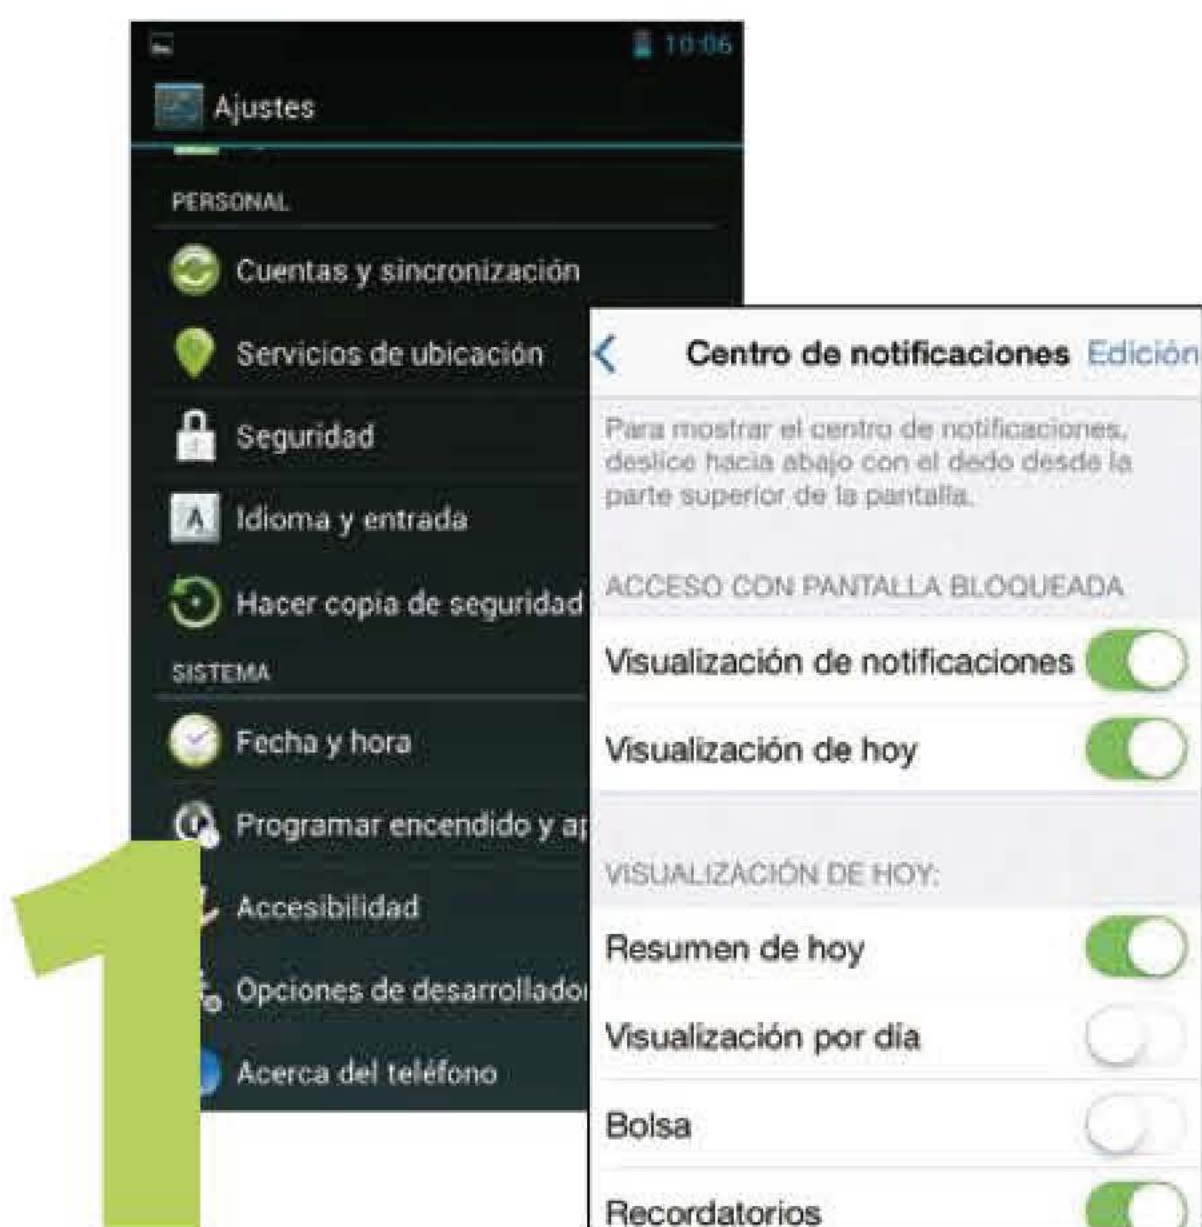 10:06
Ajustes
PERSONAL
Cuentas y sincronización
Servicios de ubicación
Seguridad
Idioma y entrada
Hacer copia de seguridad
SISTEMA
Fecha y hora
Programar encendido y ap
Accesibilidad
Opciones de desarrollador
Acerca del teléfono
1
Centro de notificaciones Edición
Para mostrar el centro de notificaciones,
deslice hacia abajo con el dedo desde la
parte superior de la pantalla.
ACCESO CON PANTALLA BLOQUEADA
Visualización de notificaciones
Visualización de hoy
VISUALIZACIÓN DE HOY:
Resumen de hoy
Visualización por día
Bolsa
Recordatorios